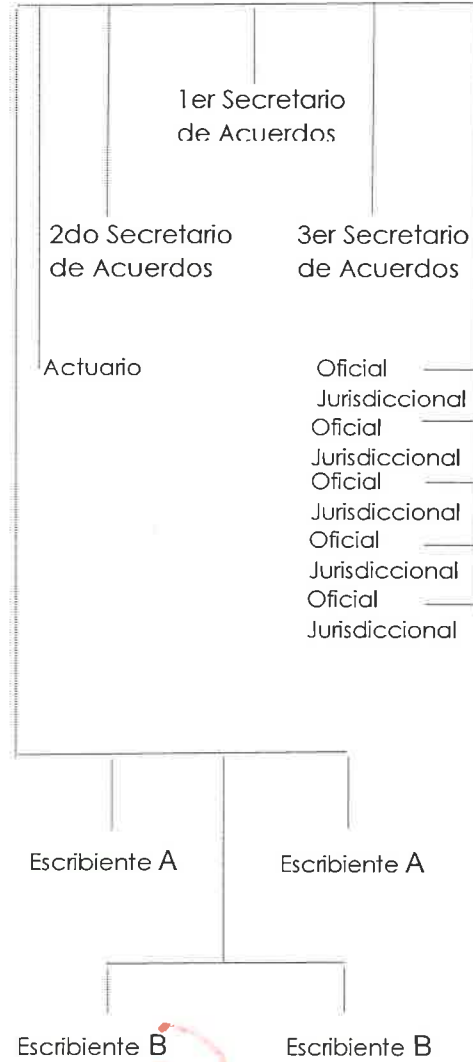 1er Secretario
de Acuerdos
2do Secretario
de Acuerdos
3er Secretario
de Acuerdos
Actuario
Oficial
Jurisdiccional
Oficial
Jurisdiccional
Oficial
Jurisdiccional
Oficial
Jurisdiccional
Oficial
Jurisdiccional
Escribiente A
Escribiente A
Escribiente B
Escribiente B